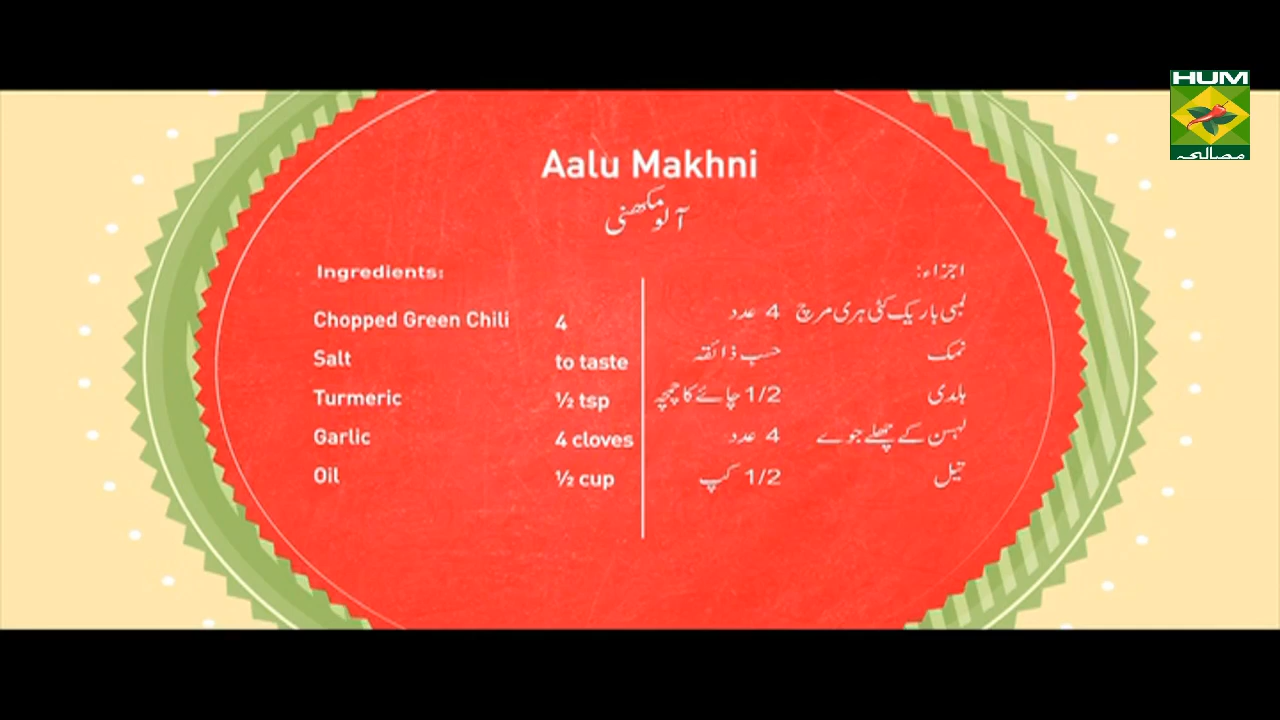 HUM
مصالحہ
Aalu Makhni
آلو مکھنی
Ingredients:
Chopped Green Chili 4
Salt to taste
Turmeric ½ tsp
Garlic 4 cloves
Oil ½ cup
اجزاء:
لمبی باریک کٹی ہری مرچ 4 عدد
نمک حسب ذائقہ
ہلدی 1/2 چائے کا چمچہ
لہسن کے چھلے جوے 4 عدد
تیل 1/2 کپ